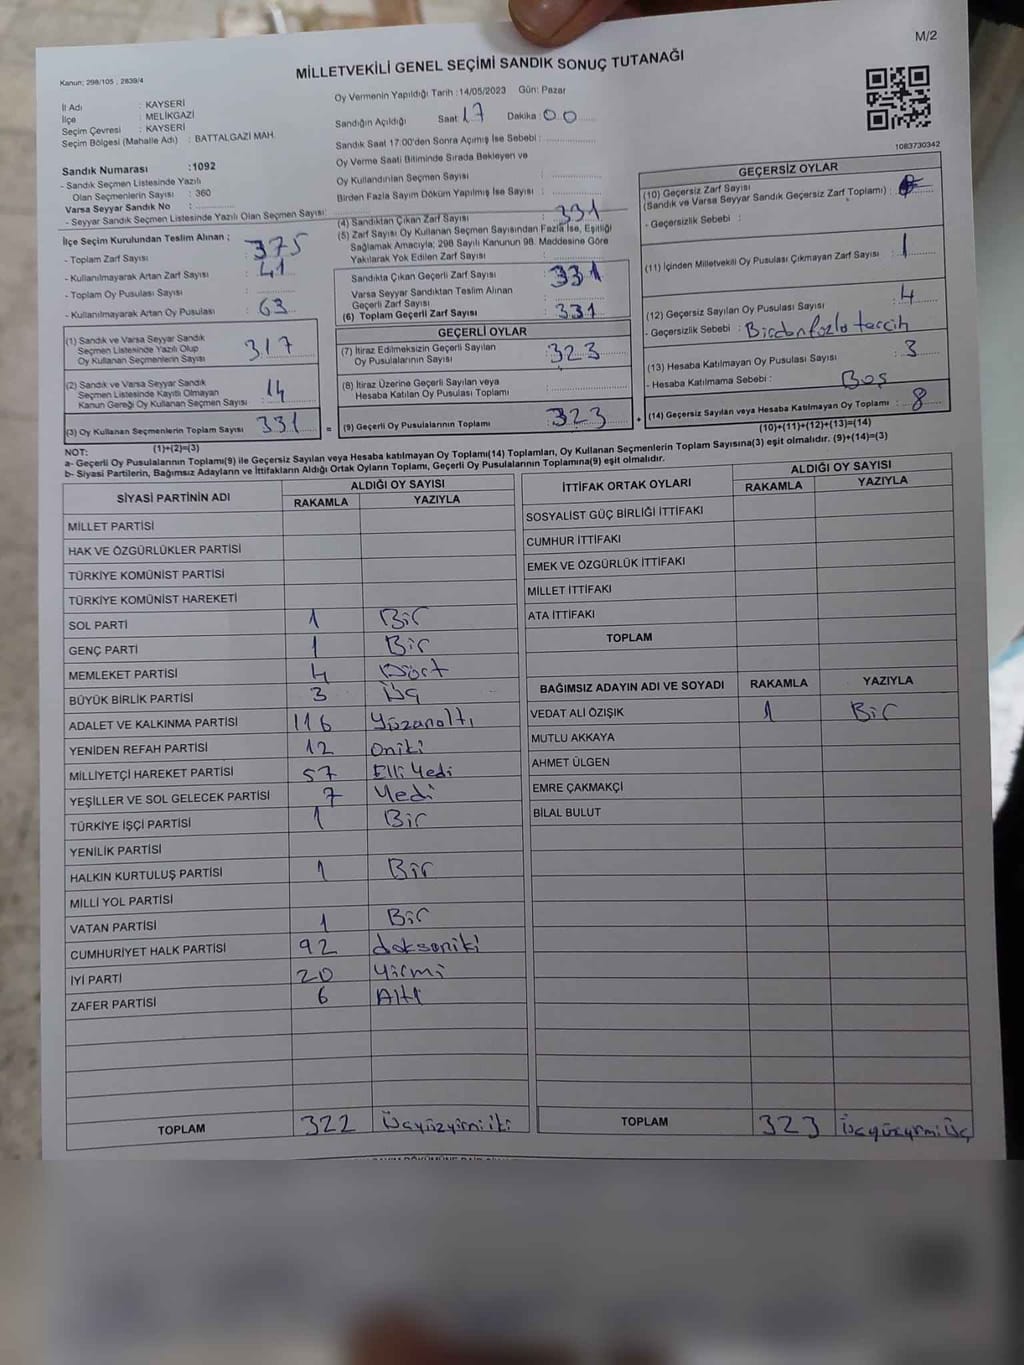 M/2
Kanun: 298/105 , 2839/4
MİLLETVEKİLİ GENEL SEÇİMİ SANDIK SONUÇ TUTANAĞI
İl Adı : KAYSERİ
İlçe : MELİKGAZİ
Seçim Çevresi : KAYSERİ
Seçim Bölgesi (Mahalle Adı) : BATTALGAZİ MAH.
Sandık Numarası :1092
- Sandık Seçmen Listesinde Yazılı
Olan Seçmenlerin Sayısı : 360
Varsa Seyyar Sandık No :
- Seyyar Sandık Seçmen Listesinde Yazılı Olan Seçmen Sayısı:
Oy Vermenin Yapıldığı Tarih :14/05/2023 Gün: Pazar
Sandığın Açıldığı Saat 17 Dakika 00
Sandık Saat 17:00'den Sonra Açımış İse Sebebi :
Oy Verme Saati Bitiminde Sırada Bekleyen ve
Oy Kullandırılan Seçmen Sayısı :
Birden Fazla Sayım Döküm Yapılmış İse Sayısı :
1083730342
İlçe Seçim Kurulundan Teslim Alınan ;
- Toplam Zarf Sayısı : 375
- Kullanılmayarak Artan Zarf Sayısı : 41
- Toplam Oy Pusulası Sayısı :
- Kullanılmayarak Artan Oy Pusulası : 63
(1) Sandık ve Varsa Seyyar Sandık
Seçmen Listesinde Yazılı Olup
Oy Kullanan Seçmenlerin Sayısı : 317
(2) Sandık ve Varsa Seyyar Sandık
Seçmen Listesinde Kayıtlı Olmayan
Kanun Gereği Oy Kullanan Seçmen Sayısı : 14
(3) Oy Kullanan Seçmenlerin Toplam Sayısı : 331
(1)+(2)=(3)
(4) Sandıktan Çıkan Zarf Sayısı : 331
(5) Zarf Sayısı Oy Kullanan Seçmen Sayısından Fazla İse, Eşitliği
Sağlamak Amacıyla; 298 Sayılı Kanunun 98. Maddesine Göre
Yakılarak Yok Edilen Zarf Sayısı :
Sandıkta Çıkan Geçerli Zarf Sayısı : 331
Varsa Seyyar Sandıktan Teslim Alınan
Geçerli Zarf Sayısı :
(6) Toplam Geçerli Zarf Sayısı : 331
GEÇERLİ OYLAR
(7) İtiraz Edilmeksizin Geçerli Sayılan
Oy Pusulalarının Sayısı : 323
(8) İtiraz Üzerine Geçerli Sayılan veya
Hesaba Katılan Oy Pusulası Toplamı :
= (9) Geçerli Oy Pusulalarının Toplamı : 323 +
GEÇERSİZ OYLAR
(10) Geçersiz Zarf Sayısı
(Sandık ve Varsa Seyyar Sandık Geçersiz Zarf Toplamı) :
- Geçersizlik Sebebi :
(11) İçinden Milletvekili Oy Pusulası Çıkmayan Zarf Sayısı : 1
(12) Geçersiz Sayılan Oy Pusulası Sayısı : 4
- Geçersizlik Sebebi : Birden fazla tercih
(13) Hesaba Katılmayan Oy Pusulası Sayısı : 3
- Hesaba Katılmama Sebebi : Boş
(14) Geçersiz Sayılan veya Hesaba Katılmayan Oy Toplamı : 8
(10)+(11)+(12)+(13)=(14)
NOT:
a- Geçerli Oy Pusulalarının Toplamı(9) ile Geçersiz Sayılan veya Hesaba katılmayan Oy Toplamı(14) Toplamları, Oy Kullanan Seçmenlerin Toplam Sayısına(3) eşit olmalıdır. (9)+(14)=(3)
b- Siyasi Partilerin, Bağımsız Adayların ve İttifakların Aldığı Ortak Oyların Toplamı, Geçerli Oy Pusulalarının Toplamına(9) eşit olmalıdır.
SİYASİ PARTİNİN ADI ALDIĞI OY SAYISI
RAKAMLA YAZIYLA
MİLLET PARTİSİ
HAK VE ÖZGÜRLÜKLER PARTİSİ
TÜRKİYE KOMÜNİST PARTİSİ
TÜRKİYE KOMÜNİST HAREKETİ
SOL PARTİ 1 Bir
GENÇ PARTİ 1 Bir
MEMLEKET PARTİSİ 4 Dört
BÜYÜK BİRLİK PARTİSİ 3 Üç
ADALET VE KALKINMA PARTİSİ 116 Yüzonaltı
YENİDEN REFAH PARTİSİ 12 Oniki
MİLLİYETÇİ HAREKET PARTİSİ 57 Elli Yedi
YEŞİLLER VE SOL GELECEK PARTİSİ 7 Yedi
TÜRKİYE İŞÇİ PARTİSİ 1 Bir
YENİLİK PARTİSİ
HALKIN KURTULUŞ PARTİSİ 1 Bir
MİLLİ YOL PARTİSİ
VATAN PARTİSİ 1 Bir
CUMHURİYET HALK PARTİSİ 92 doksaniki
İYİ PARTİ 20 Yirmi
ZAFER PARTİSİ 6 Altı
TOPLAM 322 Üçyüzyirmiiki
İTTİFAK ORTAK OYLARI ALDIĞI OY SAYISI
RAKAMLA YAZIYLA
SOSYALİST GÜÇ BİRLİĞİ İTTİFAKI
CUMHUR İTTİFAKI
EMEK VE ÖZGÜRLÜK İTTİFAKI
MİLLET İTTİFAKI
ATA İTTİFAKI
TOPLAM
BAĞIMSIZ ADAYIN ADI VE SOYADI RAKAMLA YAZIYLA
VEDAT ALİ ÖZIŞIK 1 Bir
MUTLU AKKAYA
AHMET ÜLGEN
EMRE ÇAKMAKÇİ
BİLAL BULUT
TOPLAM 323 Üçyüzyirmi Üç